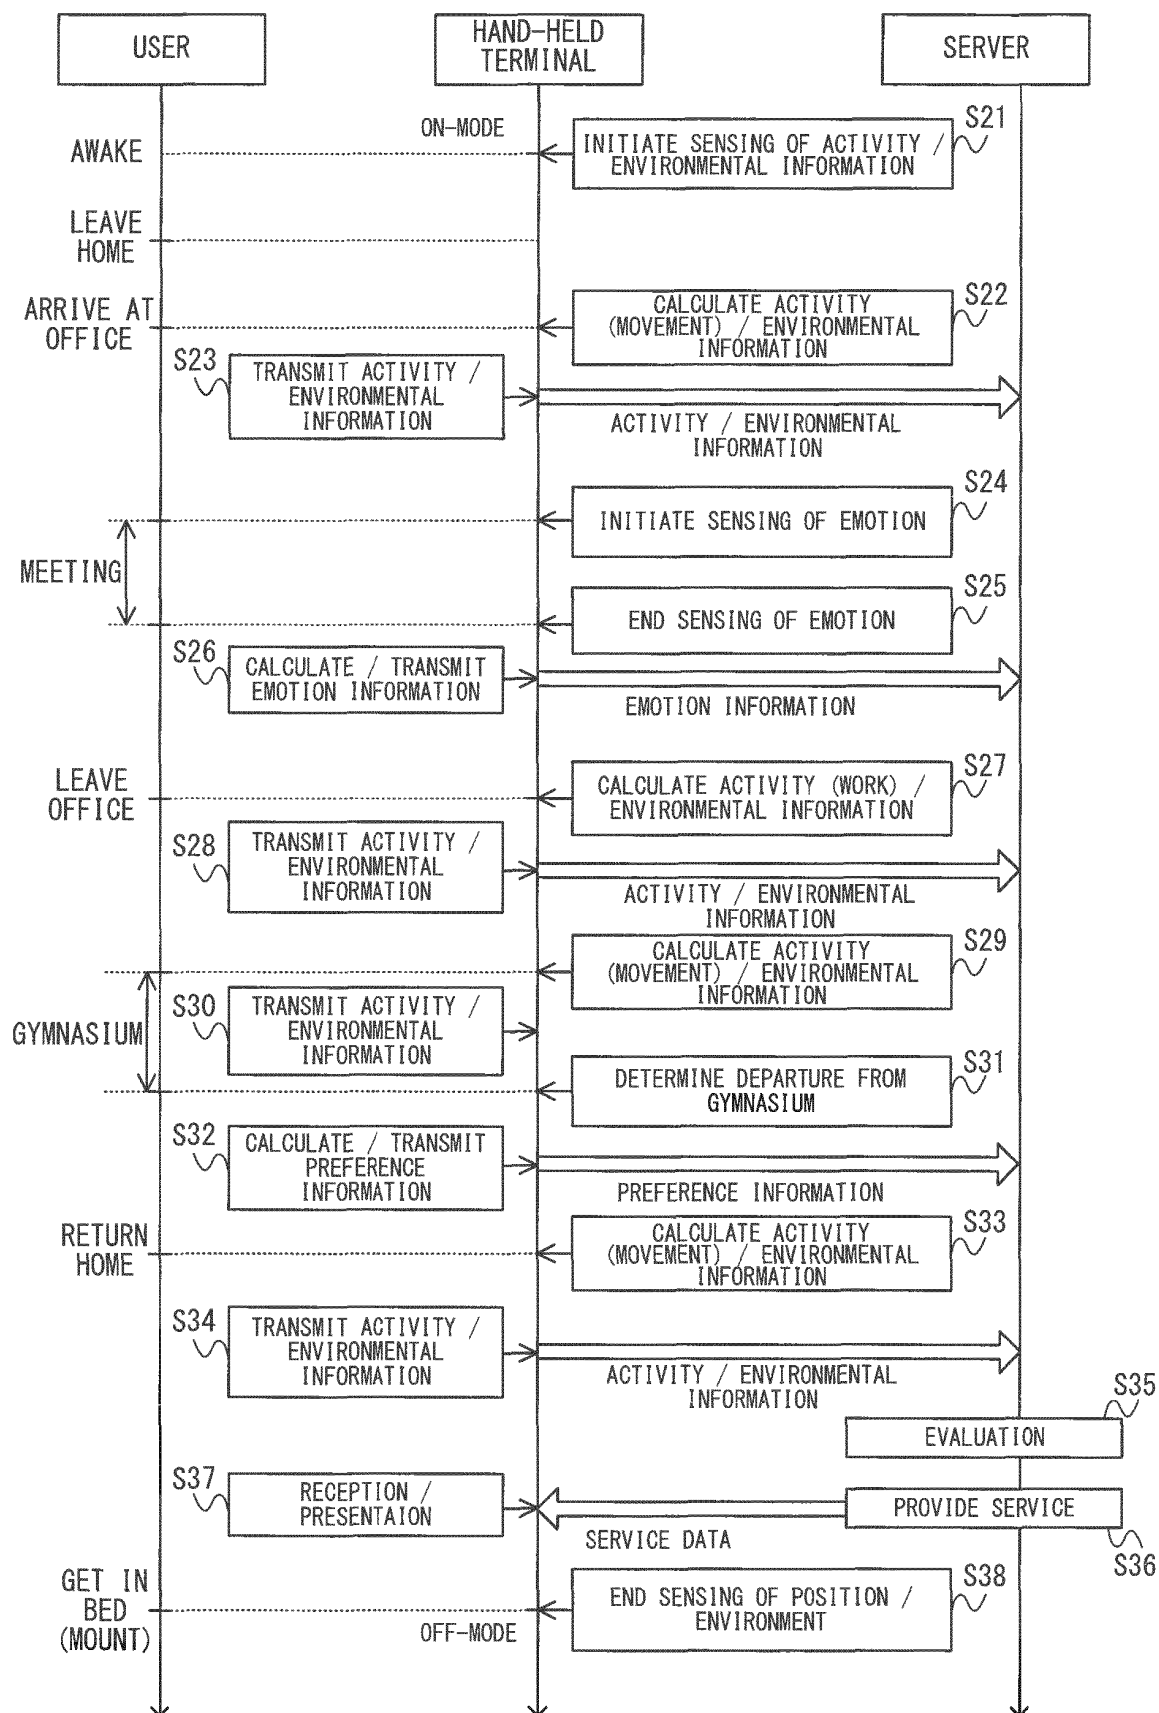 USER
HAND-HELD
TERMINAL
SERVER
ON-MODE
S21
AWAKE
INITIATE SENSING OF ACTIVITY /
ENVIRONMENTAL INFORMATION
LEAVE
HOME
ARRIVE AT
OFFICE
S22
CALCULATE ACTIVITY
(MOVEMENT) / ENVIRONMENTAL
INFORMATION
S23
TRANSMIT ACTIVITY /
ENVIRONMENTAL
INFORMATION
ACTIVITY / ENVIRONMENTAL
INFORMATION
S24
INITIATE SENSING OF EMOTION
MEETING
S25
END SENSING OF EMOTION
S26
CALCULATE / TRANSMIT
EMOTION INFORMATION
EMOTION INFORMATION
LEAVE
OFFICE
S27
CALCULATE ACTIVITY (WORK) /
ENVIRONMENTAL INFORMATION
S28
TRANSMIT ACTIVITY /
ENVIRONMENTAL
INFORMATION
ACTIVITY / ENVIRONMENTAL
INFORMATION
S29
CALCULATE ACTIVITY
(MOVEMENT) / ENVIRONMENTAL
INFORMATION
GYMNASIUM
S30
TRANSMIT ACTIVITY /
ENVIRONMENTAL
INFORMATION
S31
DETERMINE DEPARTURE FROM
GYMNASIUM
S32
CALCULATE / TRANSMIT
PREFERENCE
INFORMATION
PREFERENCE INFORMATION
RETURN
HOME
S33
CALCULATE ACTIVITY
(MOVEMENT) / ENVIRONMENTAL
INFORMATION
S34
TRANSMIT ACTIVITY /
ENVIRONMENTAL
INFORMATION
ACTIVITY / ENVIRONMENTAL
INFORMATION
S35
EVALUATION
S37
RECEPTION /
PRESENTAION
PROVIDE SERVICE
SERVICE DATA
S36
GET IN
BED
(MOUNT)
S38
END SENSING OF POSITION /
ENVIRONMENT
OFF-MODE